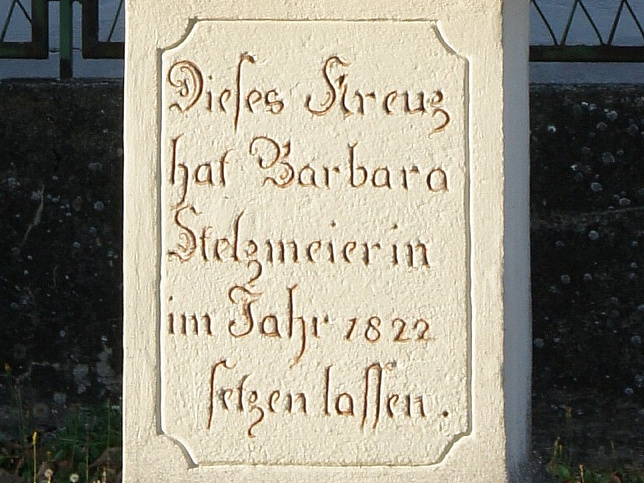 Dieſes Kreuz
hat Barbara
Stelzmeierin
im Jahr 1822
ſetzen laſſen.